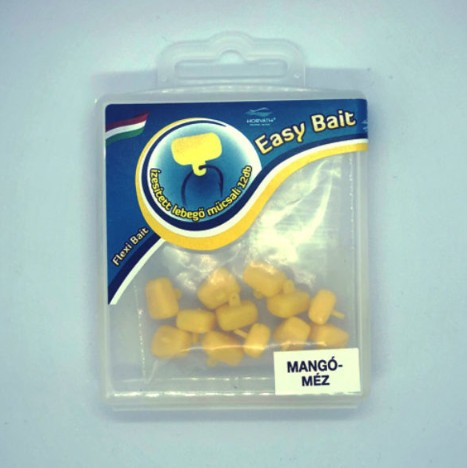 Easy Bait
Ízesített lebegő műcsali 12db
Flexi Bait
MANGÓ-
MÉZ